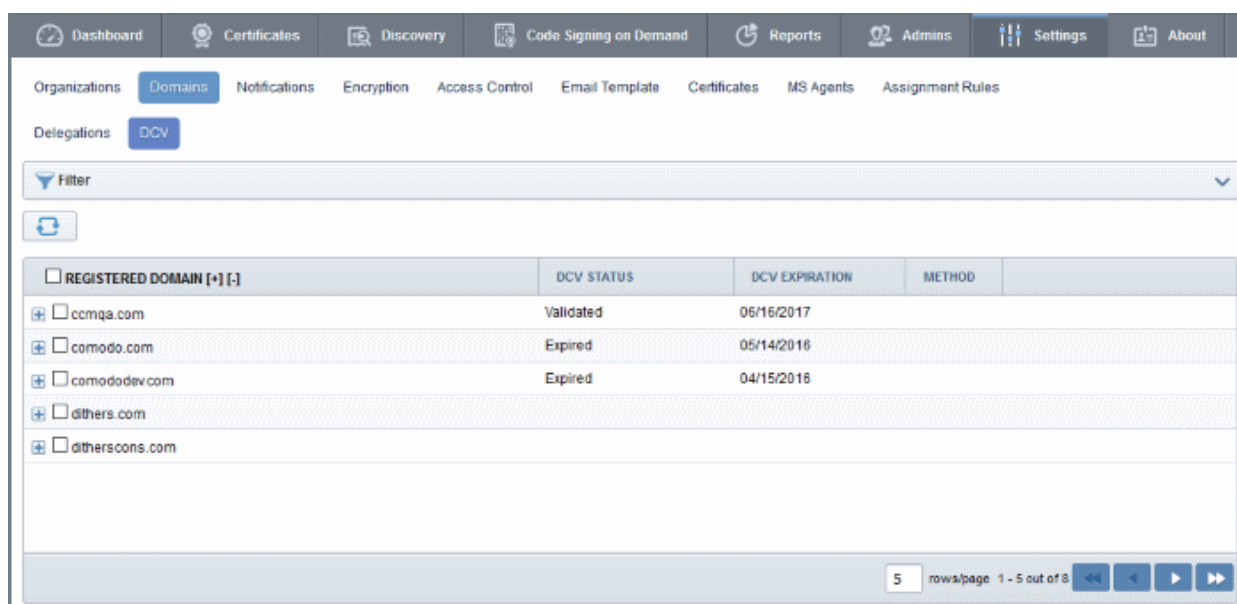 Dashboard Certificates Discovery Code Signing on Demand Reports Admins Settings About
Organizations Domains Notifications Encryption Access Control Email Template Certificates MS Agents Assignment Rules
Delegations DCV
Filter
REGISTERED DOMAIN [+] [-] DCV STATUS DCV EXPIRATION METHOD
ccmqa.com Validated 06/16/2017
comodo.com Expired 05/14/2016
comododev.com Expired 04/15/2016
dithers.com
ditherscons.com
5 rows/page 1 - 5 out of 8